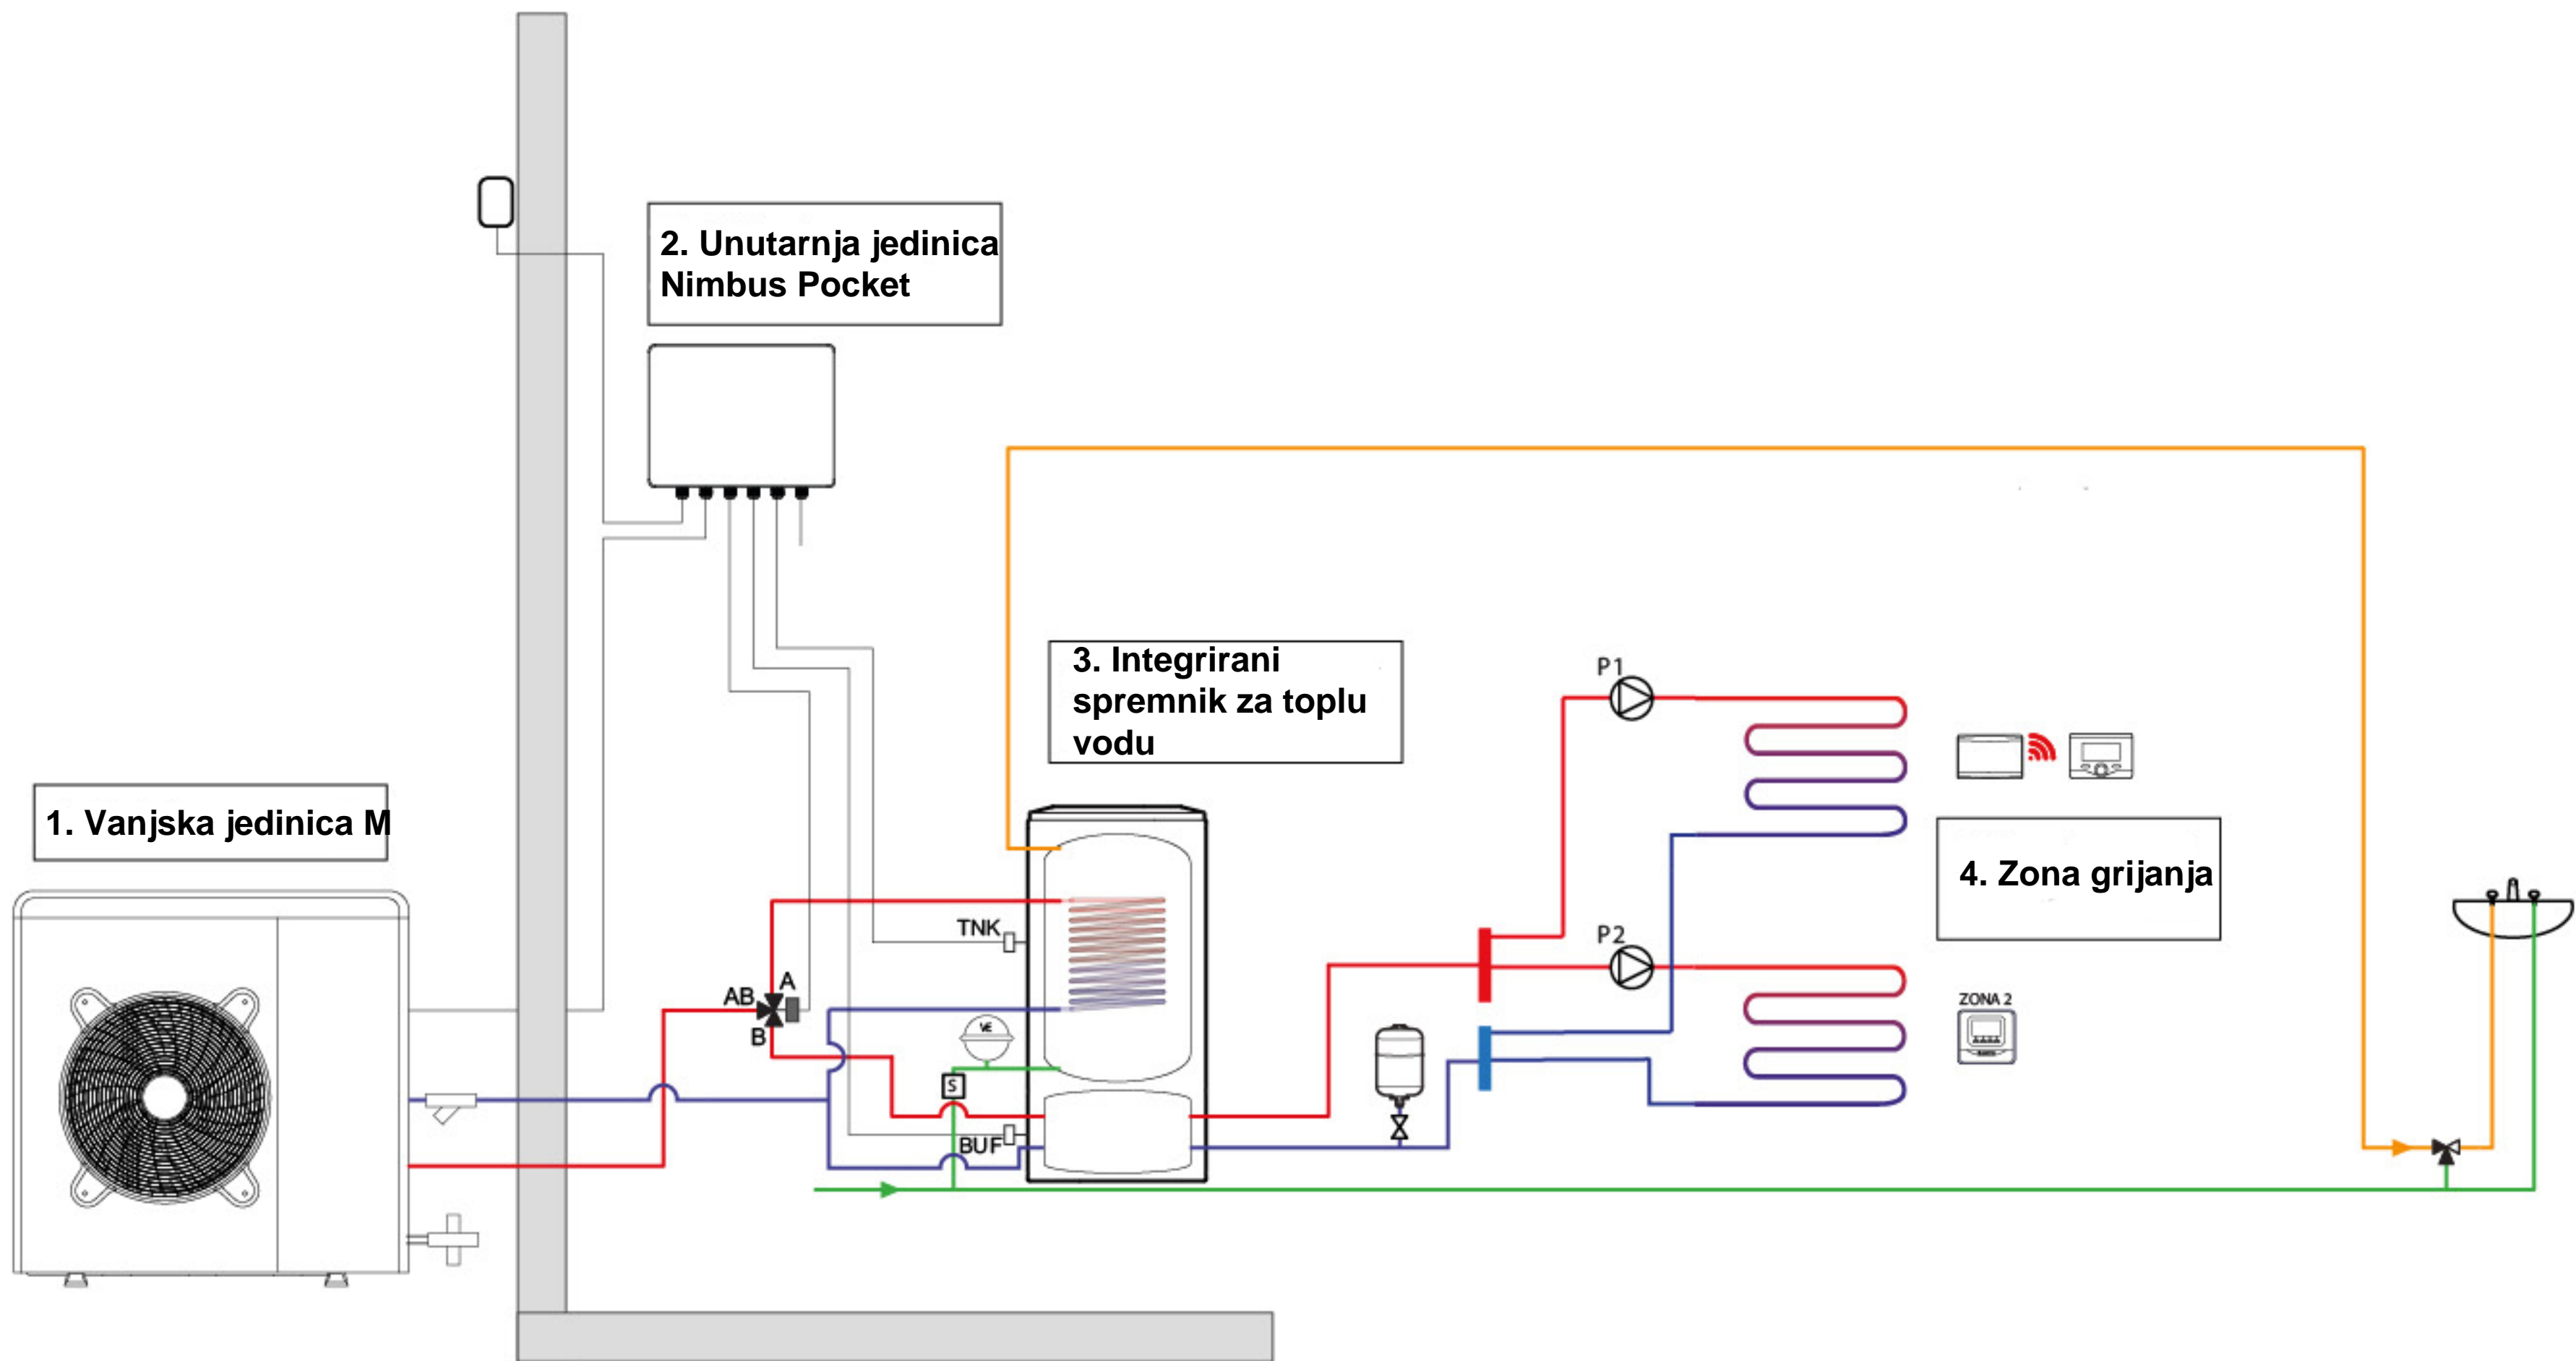 2. Unutarnja jedinica
Nimbus Pocket
3. Integrirani
spremnik za toplu
vodu
P1
1. Vanjska jedinica M
4. Zona grijanja
TNK
P2
A
AB
B
VE
S
ZONA 2
BUF